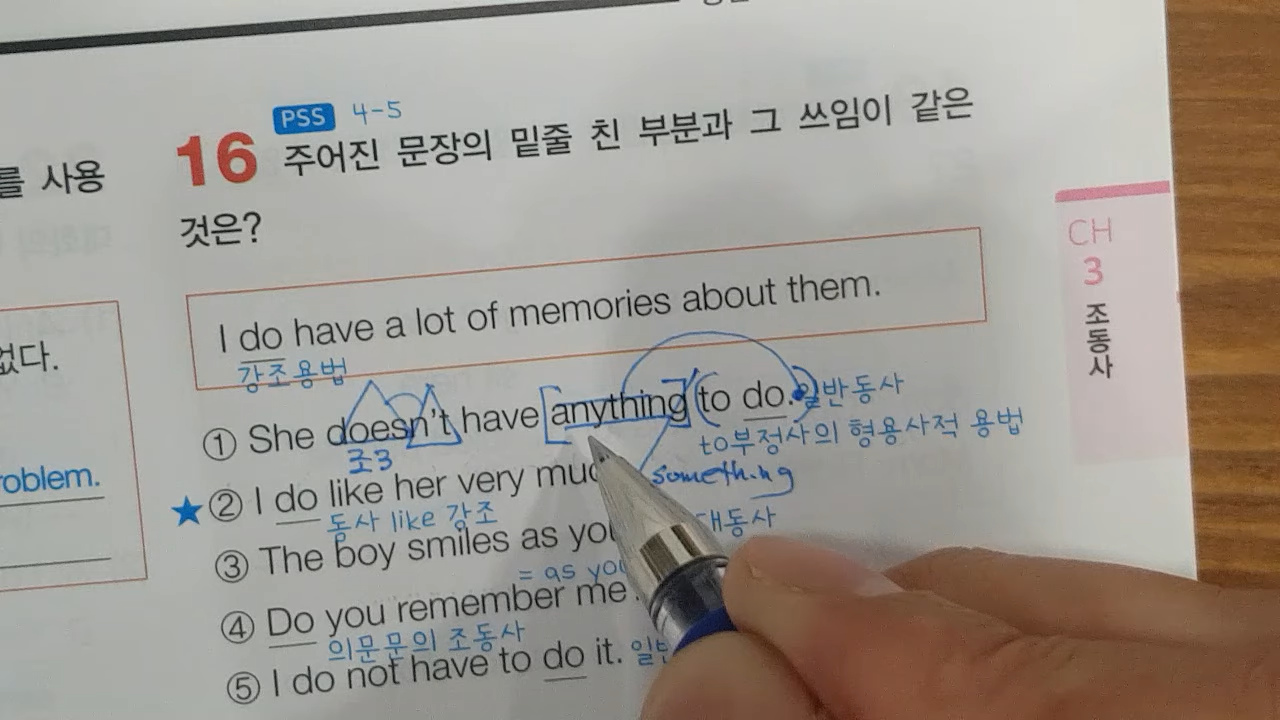 PSS 4-5
를 사용
16 주어진 문장의 밑줄 친 부분과 그 쓰임이 같은
것은?
CH
3
조동사
I do have a lot of memories about them.
강조용법
없다.
① She doesn't have anything to do. 일반동사
조3
to부정사의 형용사적 용법
something
roblem.
★ ② I do like her very muc
동사 like 강조
③ The boy smiles as you 대동사
= as you
④ Do you remember me?
의문문의 조동사
⑤ I do not have to do it. 일반